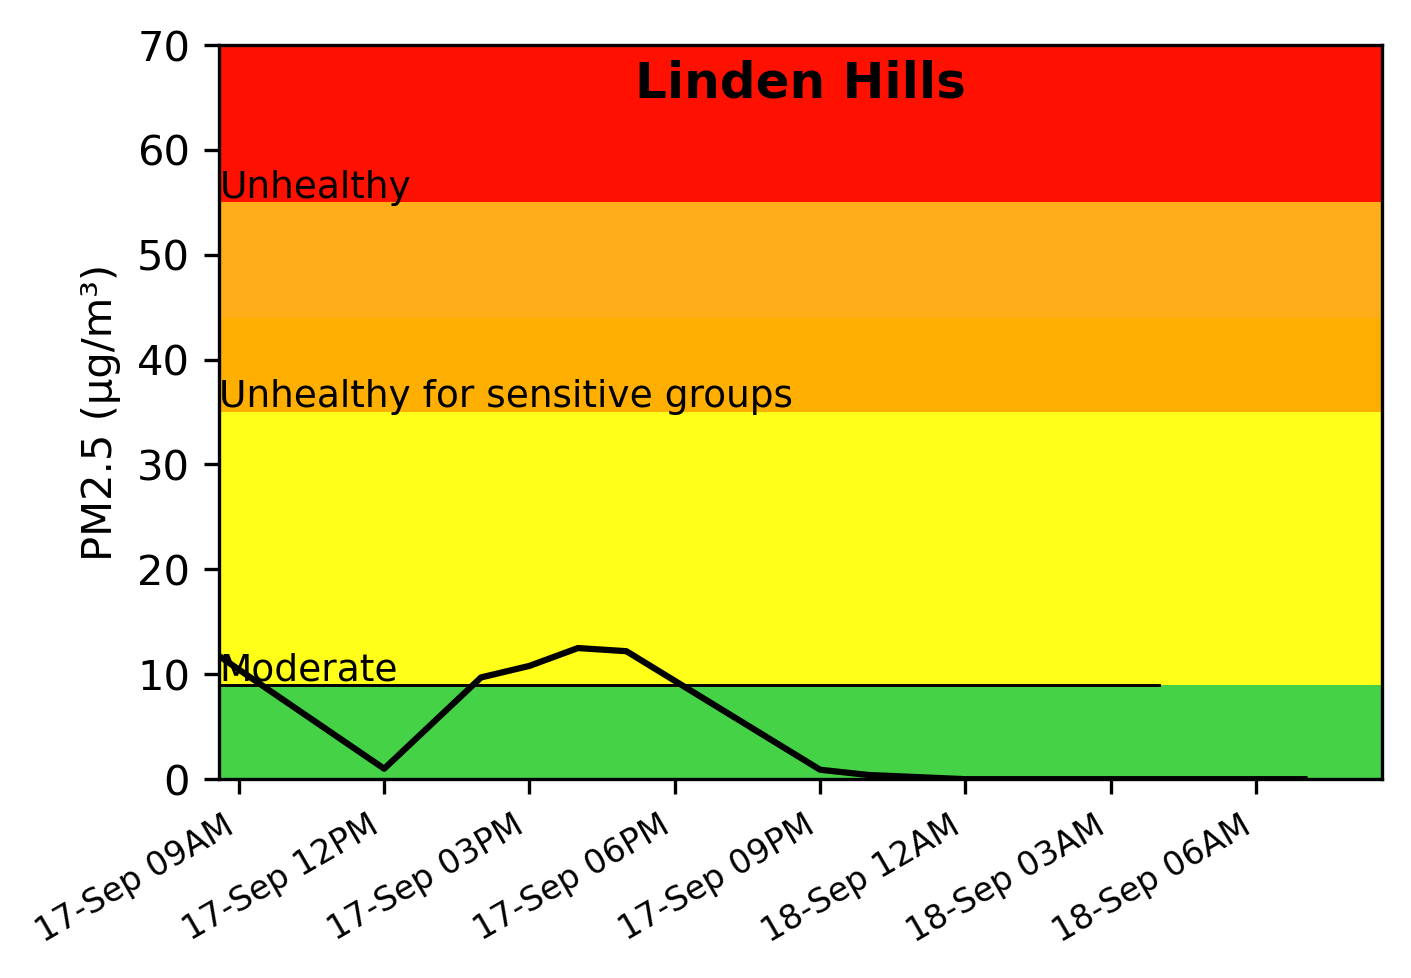 Linden Hills
PM2.5 (µg/m³)
70
60
50
40
30
20
10
0
Unhealthy
Unhealthy for sensitive groups
Moderate
17-Sep 09AM
17-Sep 12PM
17-Sep 03PM
17-Sep 06PM
17-Sep 09PM
18-Sep 12AM
18-Sep 03AM
18-Sep 06AM